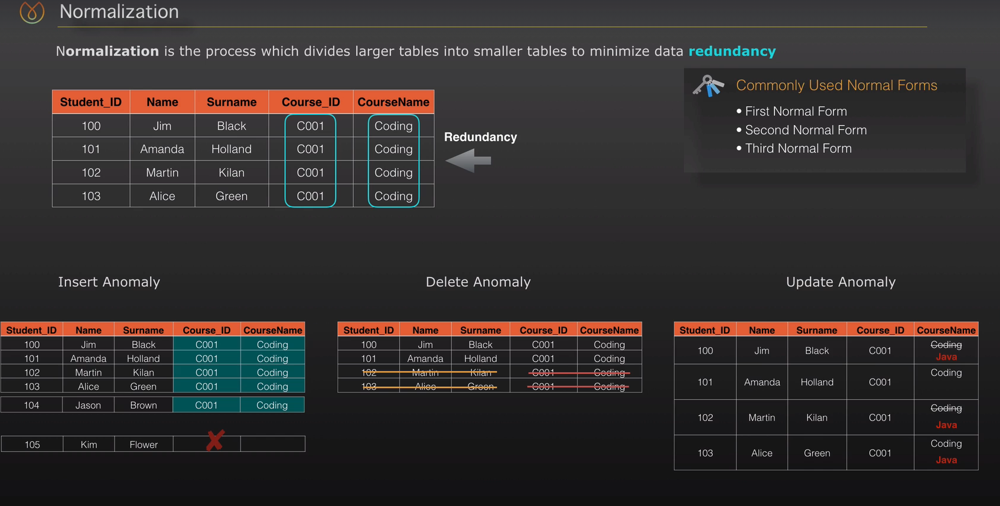 Normalization
Normalization is the process which divides larger tables into smaller tables to minimize data redundancy
Commonly Used Normal Forms
• First Normal Form
• Second Normal Form
• Third Normal Form
Student_ID Name Surname Course_ID CourseName
100 Jim Black C001 Coding
101 Amanda Holland C001 Coding
102 Martin Kilan C001 Coding
103 Alice Green C001 Coding
Redundancy
Insert Anomaly
Student_ID Name Surname Course_ID CourseName
100 Jim Black C001 Coding
101 Amanda Holland C001 Coding
102 Martin Kilan C001 Coding
103 Alice Green C001 Coding
104 Jason Brown C001 Coding
105 Kim Flower
Delete Anomaly
Student_ID Name Surname Course_ID CourseName
100 Jim Black C001 Coding
101 Amanda Holland C001 Coding
102 Martin Kilan C001 Coding
103 Alice Green C001 Coding
Update Anomaly
Student_ID Name Surname Course_ID CourseName
100 Jim Black C001 Coding
Java
101 Amanda Holland C001 Coding
102 Martin Kilan C001 Coding
Java
103 Alice Green C001 Coding
Java